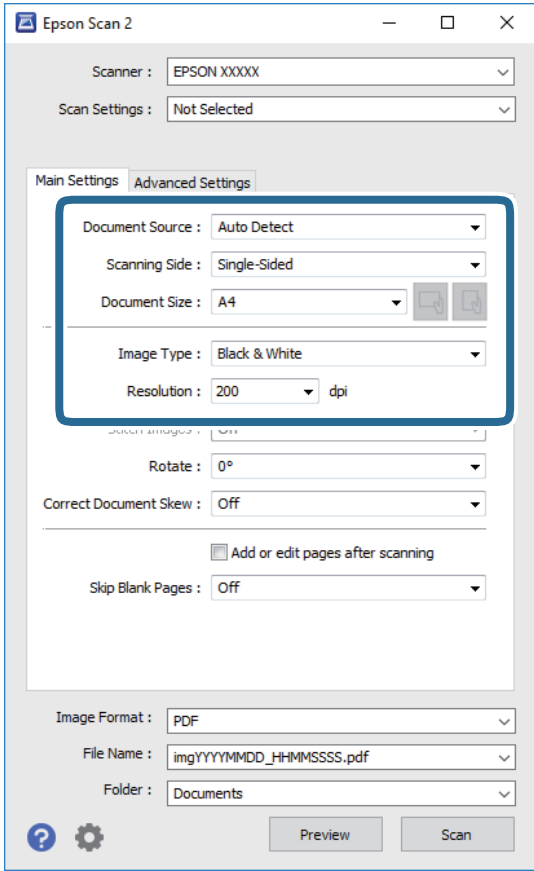 Epson Scan 2
Scanner : EPSON XXXXX
Scan Settings : Not Selected
Main Settings Advanced Settings
Document Source : Auto Detect
Scanning Side : Single-Sided
Document Size : A4
Image Type : Black & White
Resolution : 200 dpi
Rotate : 0°
Correct Document Skew : Off
Add or edit pages after scanning
Skip Blank Pages : Off
Image Format : PDF
File Name : imgYYYYMMDD_HHMMSSSS.pdf
Folder : Documents
? Preview Scan